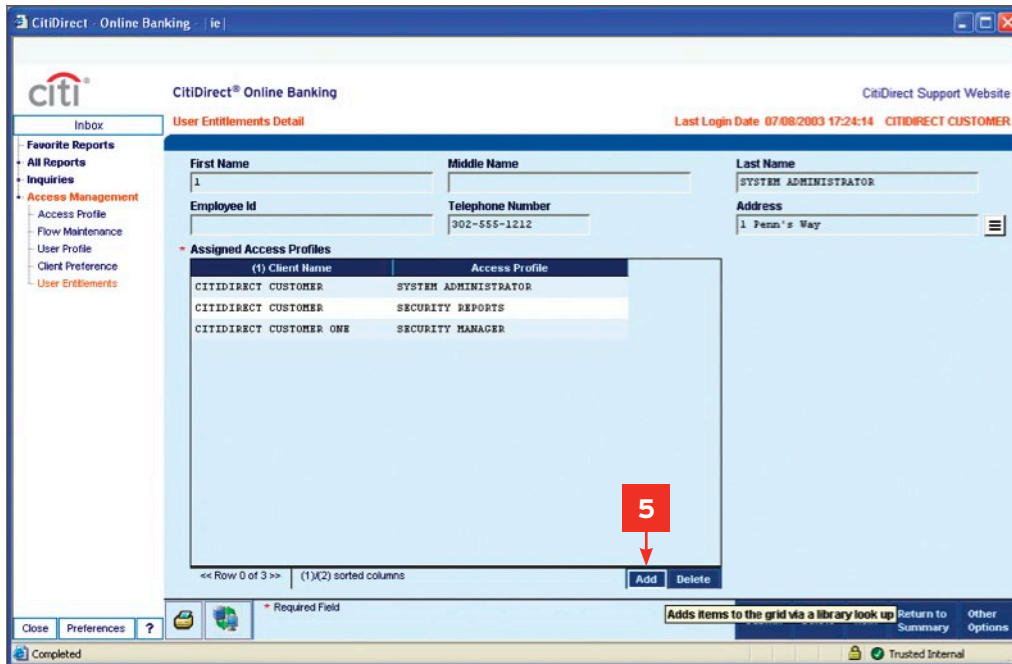 CitiDirect - Online Banking - |ie|
citi®
CitiDirect® Online Banking
CitiDirect Support Website
Inbox
User Entitlements Detail
Last Login Date 07/08/2003 17:24:14 CITIDIRECT CUSTOMER
Favorite Reports
All Reports
Inquiries
Access Management
Access Profile
Flow Maintenance
User Profile
Client Preference
User Entitlements
First Name
Middle Name
Last Name
1
SYSTEM ADMINISTRATOR
Employee Id
Telephone Number
Address
302-555-1212
1 Penn's Way
* Assigned Access Profiles
(1) Client Name
Access Profile
CITIDIRECT CUSTOMER
SYSTEM ADMINISTRATOR
CITIDIRECT CUSTOMER
SECURITY REPORTS
CITIDIRECT CUSTOMER ONE
SECURITY MANAGER
5
<< Row 0 of 3 >>
(1)/(2) sorted columns
Add
Delete
* Required Field
Adds items to the grid via a library look up
Return to Summary
Other Options
Close
Preferences
?
Completed
Trusted Internal